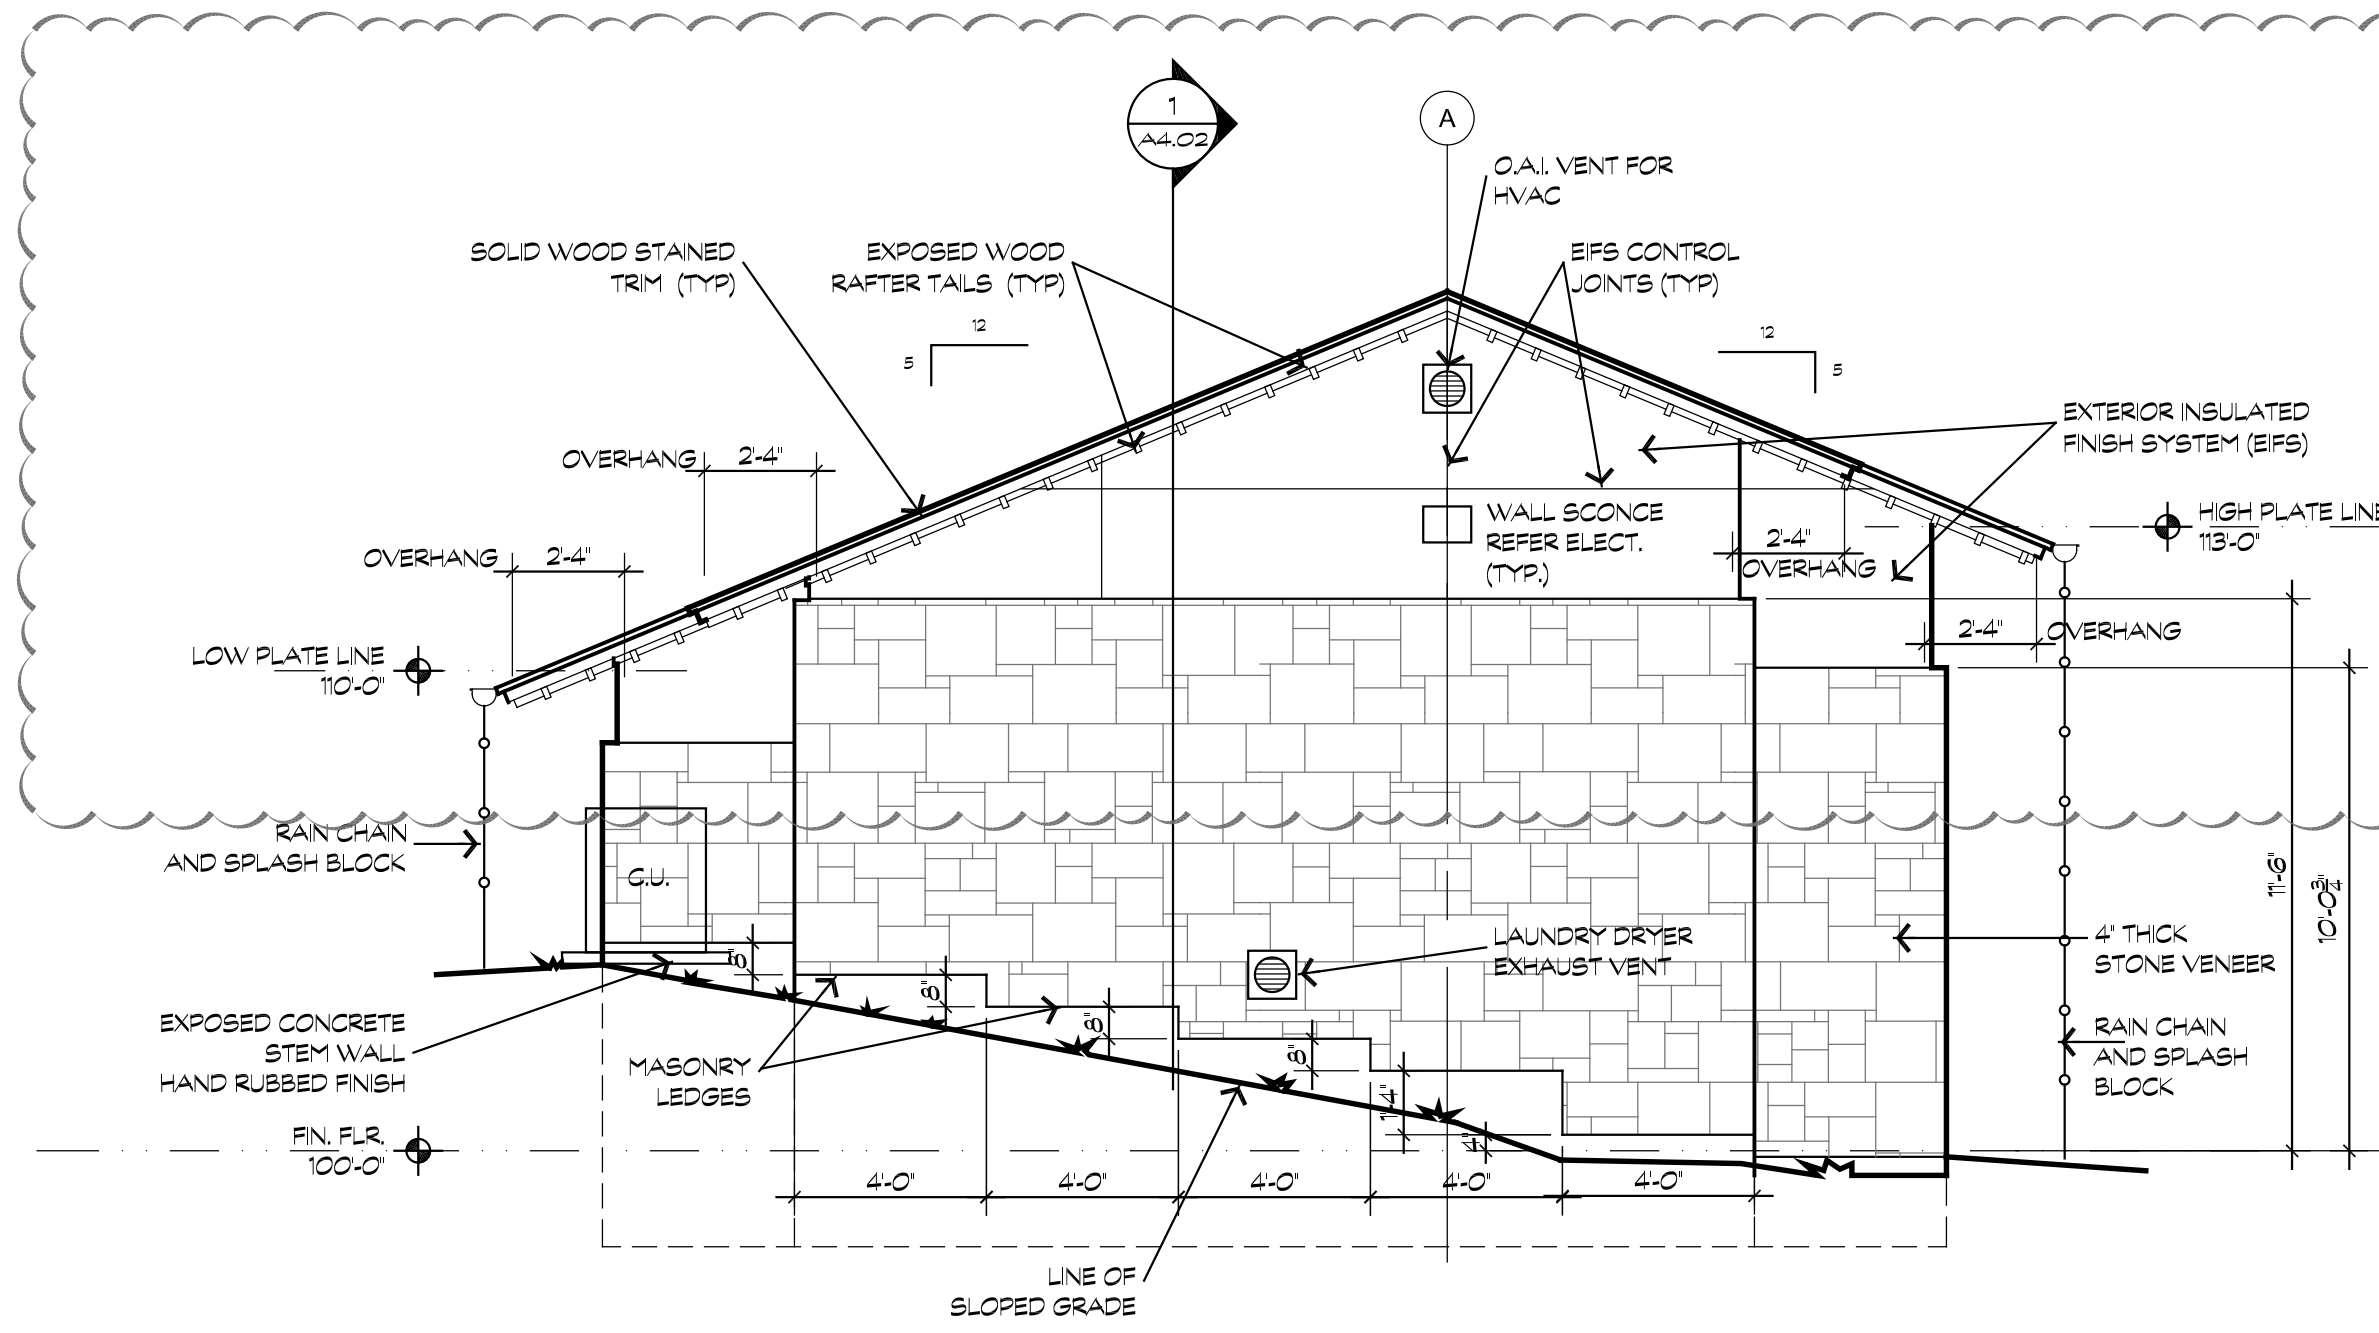 1
A4.02
A
O.A.I. VENT FOR
HVAC
SOLID WOOD STAINED
TRIM (TYP)
EXPOSED WOOD
RAFTER TAILS (TYP)
EIFS CONTROL
JOINTS (TYP)
12
5
12
5
EXTERIOR INSULATED
FINISH SYSTEM (EIFS)
OVERHANG
2'-4"
OVERHANG
2'-4"
WALL SCONCE
REFER ELECT.
(TYP.)
2'-4"
OVERHANG
HIGH PLATE LINE
113'-0"
2'-4"
OVERHANG
LOW PLATE LINE
110'-0"
RAIN CHAIN
AND SPLASH BLOCK
C.U.
11'-6"
10'-0¾"
LAUNDRY DRYER
EXHAUST VENT
4" THICK
STONE VENEER
8"
8"
8"
8"
1'-4"
4"
EXPOSED CONCRETE
STEM WALL
HAND RUBBED FINISH
MASONRY
LEDGES
RAIN CHAIN
AND SPLASH
BLOCK
FIN. FLR.
100'-0"
4'-0"
4'-0"
4'-0"
4'-0"
4'-0"
LINE OF
SLOPED GRADE